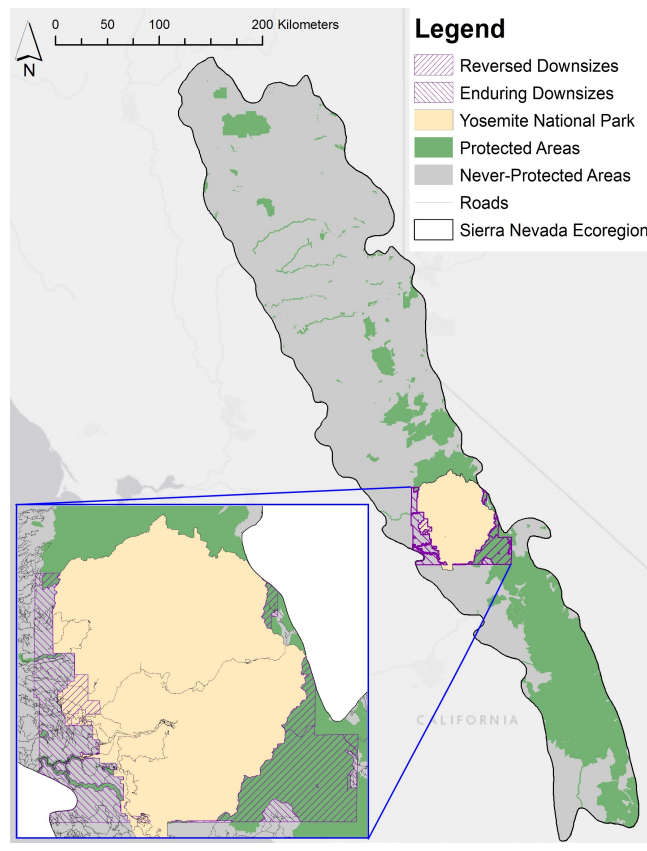 0 50 100 200 Kilometers
N
Legend
Reversed Downsizes
Enduring Downsizes
Yosemite National Park
Protected Areas
Never-Protected Areas
Roads
Sierra Nevada Ecoregion
CALIFORNIA